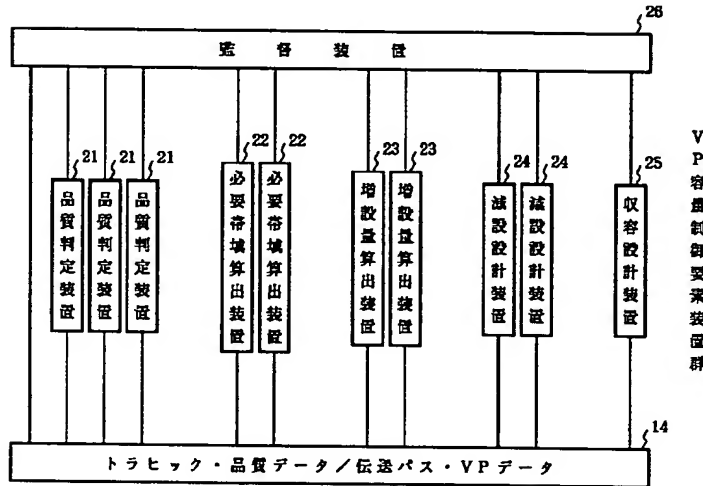 26
監督装置
21
21
21
22
22
23
23
24
24
25
品質判定装置
品質判定装置
品質判定装置
必要帯域算出装置
必要帯域算出装置
増設量算出装置
増設量算出装置
減設設計装置
減設設計装置
収容設計装置
VP容量制御要素装置群
14
トラヒック・品質データ/伝送パス・VPデータ